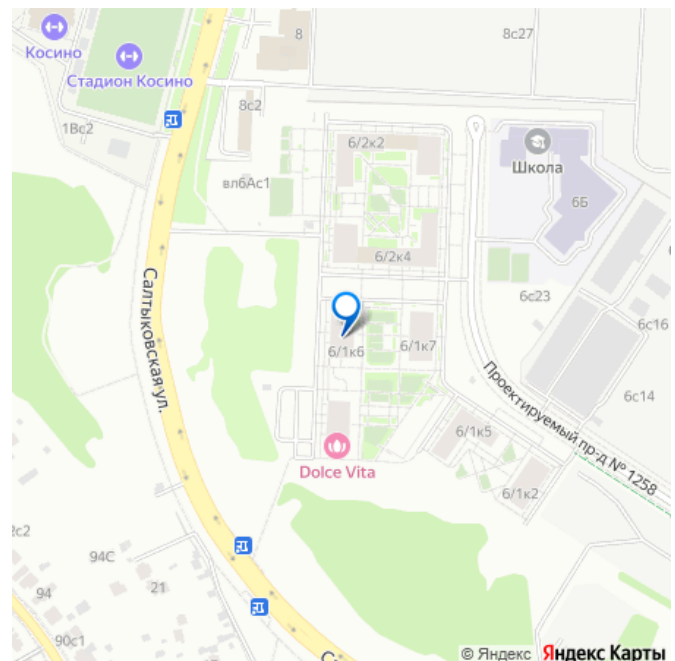 Косино
Стадион Косино
8
8с27
8с2
1Вс2
6/2к2
Школа
6Б
вл6Ас1
6/2к4
Салтыковская ул.
6с23
6с16
6/1к6
6/1к7
Проектируемый пр-д № 1258
6с14
6/1к5
Dolce Vita
6/1к2
94С
21
94
90с1
© Яндекс Яндекс Карты